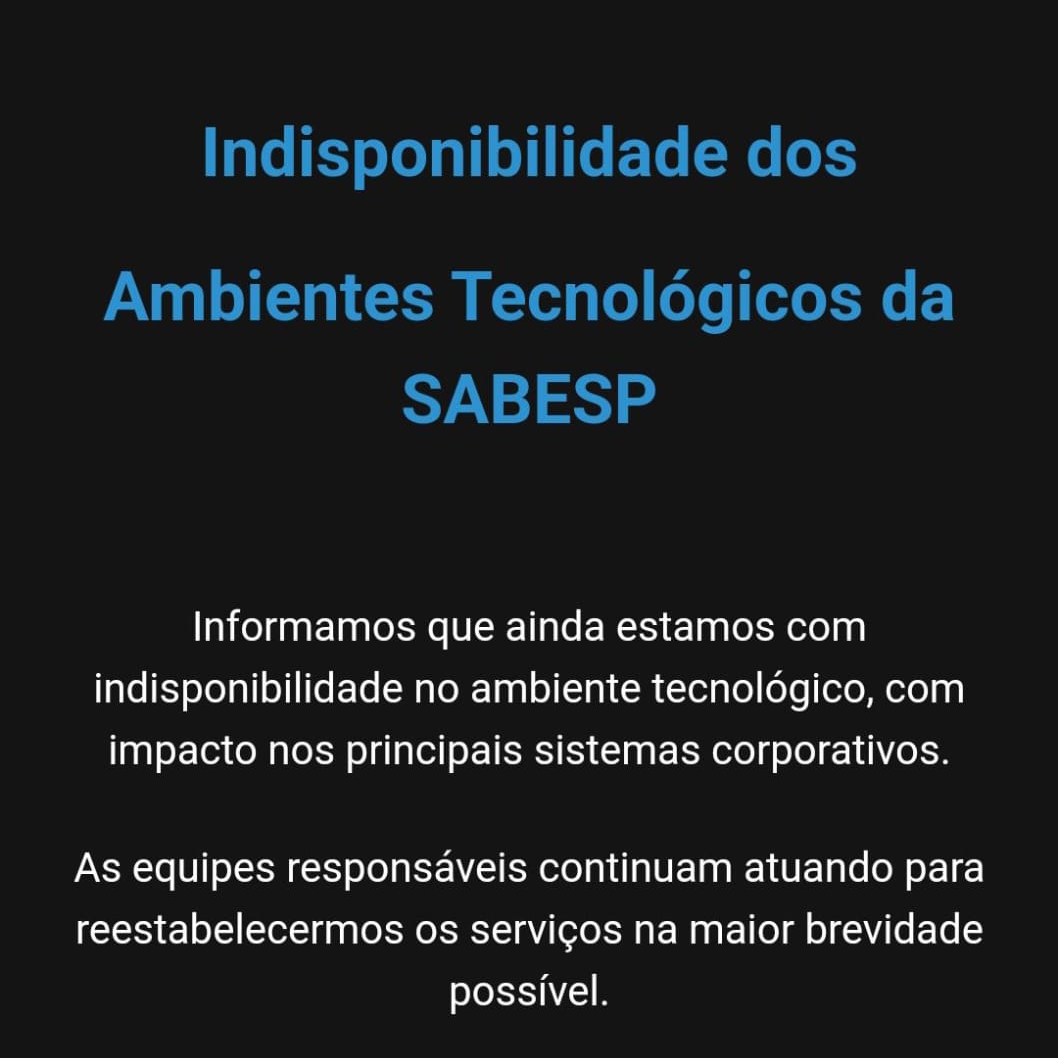 Indisponibilidade dos
Ambientes Tecnológicos da
SABESP
Informamos que ainda estamos com
indisponibilidade no ambiente tecnológico, com
impacto nos principais sistemas corporativos.
As equipes responsáveis continuam atuando para
reestabelecermos os serviços na maior brevidade
possível.